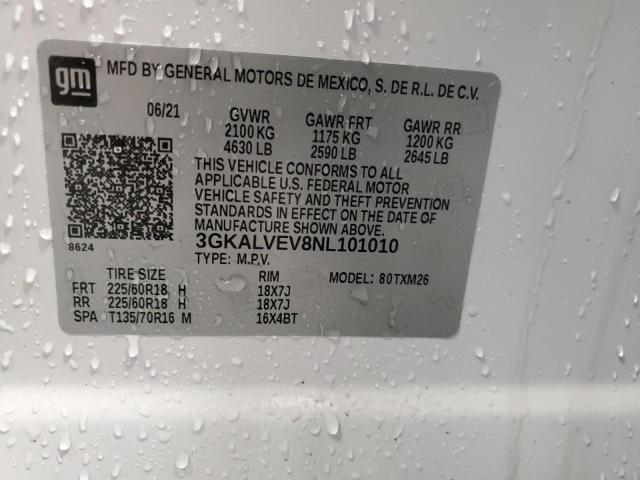 gm
MFD BY GENERAL MOTORS DE MEXICO, S. DE R.L. DE C.V.
06/21 GVWR GAWR FRT GAWR RR
2100 KG 1175 KG 1200 KG
4630 LB 2590 LB 2645 LB
THIS VEHICLE CONFORMS TO ALL
APPLICABLE U.S. FEDERAL MOTOR
VEHICLE SAFETY AND THEFT PREVENTION
STANDARDS IN EFFECT ON THE DATE OF
MANUFACTURE SHOWN ABOVE.
8624
3GKALVEV8NL101010
TYPE: M.P.V.
TIRE SIZE RIM MODEL: 80TXM26
FRT 225/60R18 H 18X7J
RR 225/60R18 H 18X7J
SPA T135/70R16 M 16X4BT